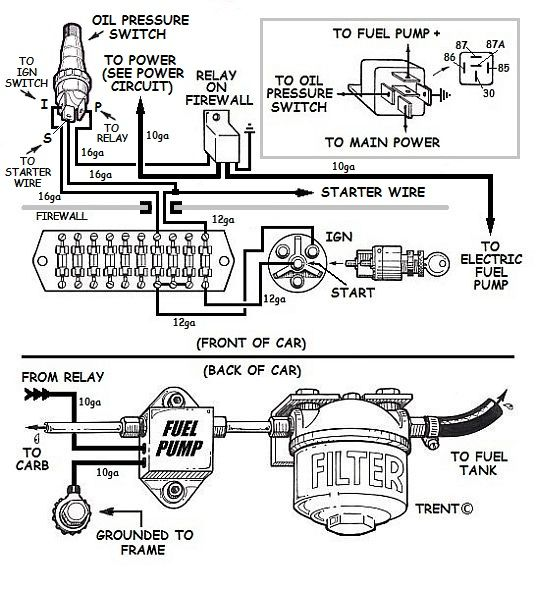 OIL PRESSURE
SWITCH
TO
IGN
SWITCH
I
P
S
TO
RELAY
TO
STARTER
WIRE
TO POWER
(SEE POWER
CIRCUIT)
RELAY
ON
FIREWALL
10ga
16ga
16ga
16ga
10ga
STARTER WIRE
TO FUEL PUMP +
TO OIL
PRESSURE
SWITCH
TO MAIN POWER
87
87A
86
85
30
FIREWALL
12ga
IGN
START
12ga
12ga
TO
ELECTRIC
FUEL
PUMP
(FRONT OF CAR)
(BACK OF CAR)
FROM RELAY
10ga
TO
CARB
10ga
FUEL
PUMP
GROUNDED TO
FRAME
FILTER
TO FUEL
TANK
TRENT©